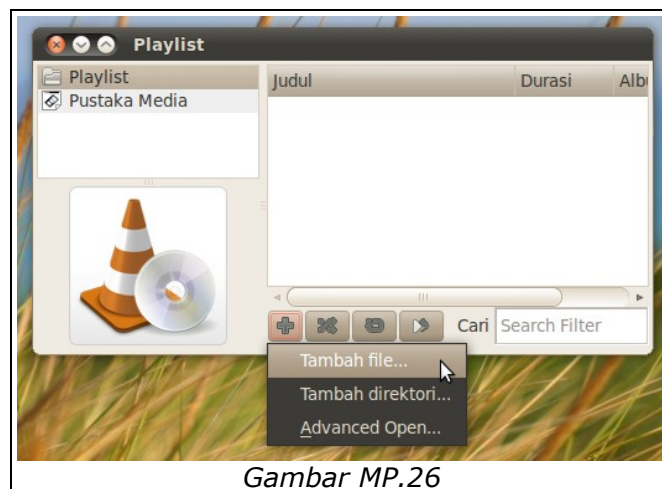 Playlist
Playlist
Pustaka Media
Judul Durasi Albu
Cari Search Filter
Tambah file...
Tambah direktori...
Advanced Open...
Gambar MP.26